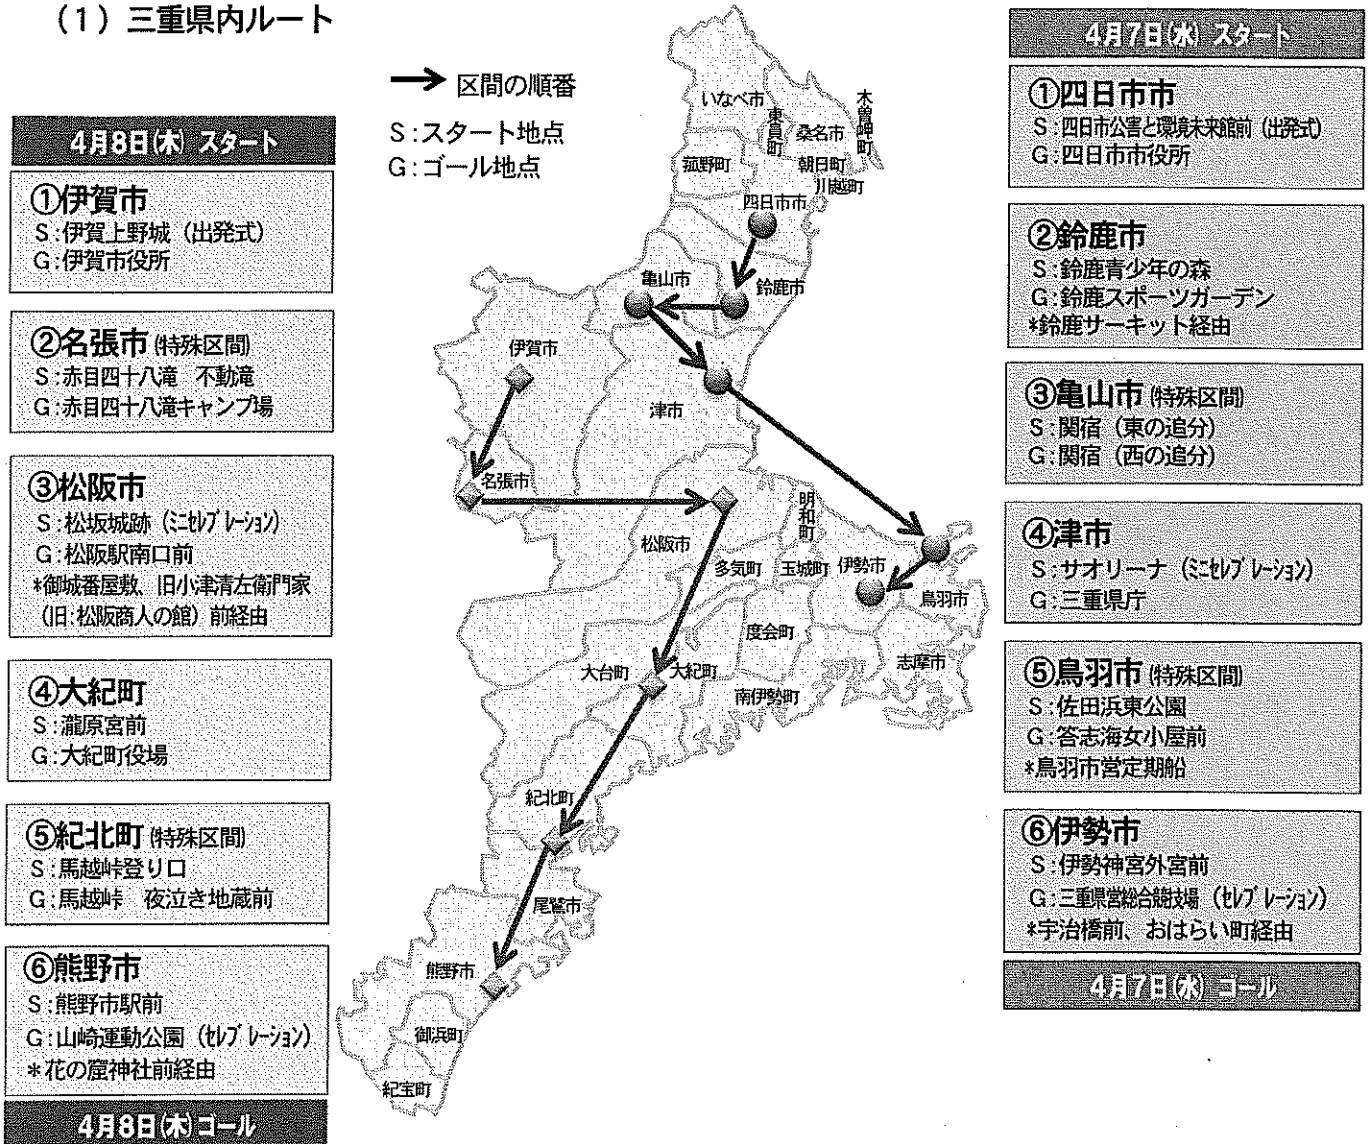 （1）三重県内ルート
→ 区間の順番
S：スタート地点
G：ゴール地点
4月8日(木) スタート
①伊賀市
S：伊賀上野城（出発式）
G：伊賀市役所
②名張市 (特殊区間)
S：赤目四十八滝　不動滝
G：赤目四十八滝キャンプ場
③松阪市
S：松坂城跡（ミニセレブレーション）
G：松阪駅南口前
*御城番屋敷、旧小津清左衛門家
（旧：松阪商人の館）前経由
④大紀町
S：瀧原宮前
G：大紀町役場
⑤紀北町 (特殊区間)
S：馬越峠登り口
G：馬越峠　夜泣き地蔵前
⑥熊野市
S：熊野市駅前
G：山崎運動公園（セレブレーション）
＊花の窟神社前経由
4月8日(木)ゴール
いなべ市
東員町
桑名市
木曽岬町
菰野町
朝日町
川越町
四日市市
亀山市
鈴鹿市
伊賀市
津市
名張市
松阪市
明和町
多気町
玉城町
伊勢市
鳥羽市
度会町
志摩市
大台町
大紀町
南伊勢町
紀北町
尾鷲市
熊野市
御浜町
紀宝町
4月7日(水) スタート
①四日市市
S：四日市公害と環境未来館前（出発式）
G：四日市市役所
②鈴鹿市
S：鈴鹿青少年の森
G：鈴鹿スポーツガーデン
*鈴鹿サーキット経由
③亀山市 (特殊区間)
S：関宿（東の追分）
G：関宿（西の追分）
④津市
S：サオリーナ（ミニセレブレーション）
G：三重県庁
⑤鳥羽市 (特殊区間)
S：佐田浜東公園
G：答志海女小屋前
*鳥羽市営定期船
⑥伊勢市
S：伊勢神宮外宮前
G：三重県営総合競技場（セレブレーション）
*宇治橋前、おはらい町経由
4月7日(水) ゴール